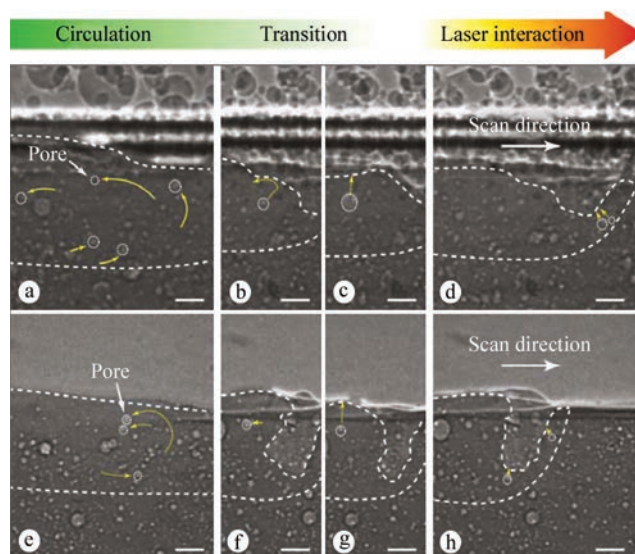 Circulation Transition Laser interaction
Pore
Scan direction
a b c d
Pore
Scan direction
e f g h